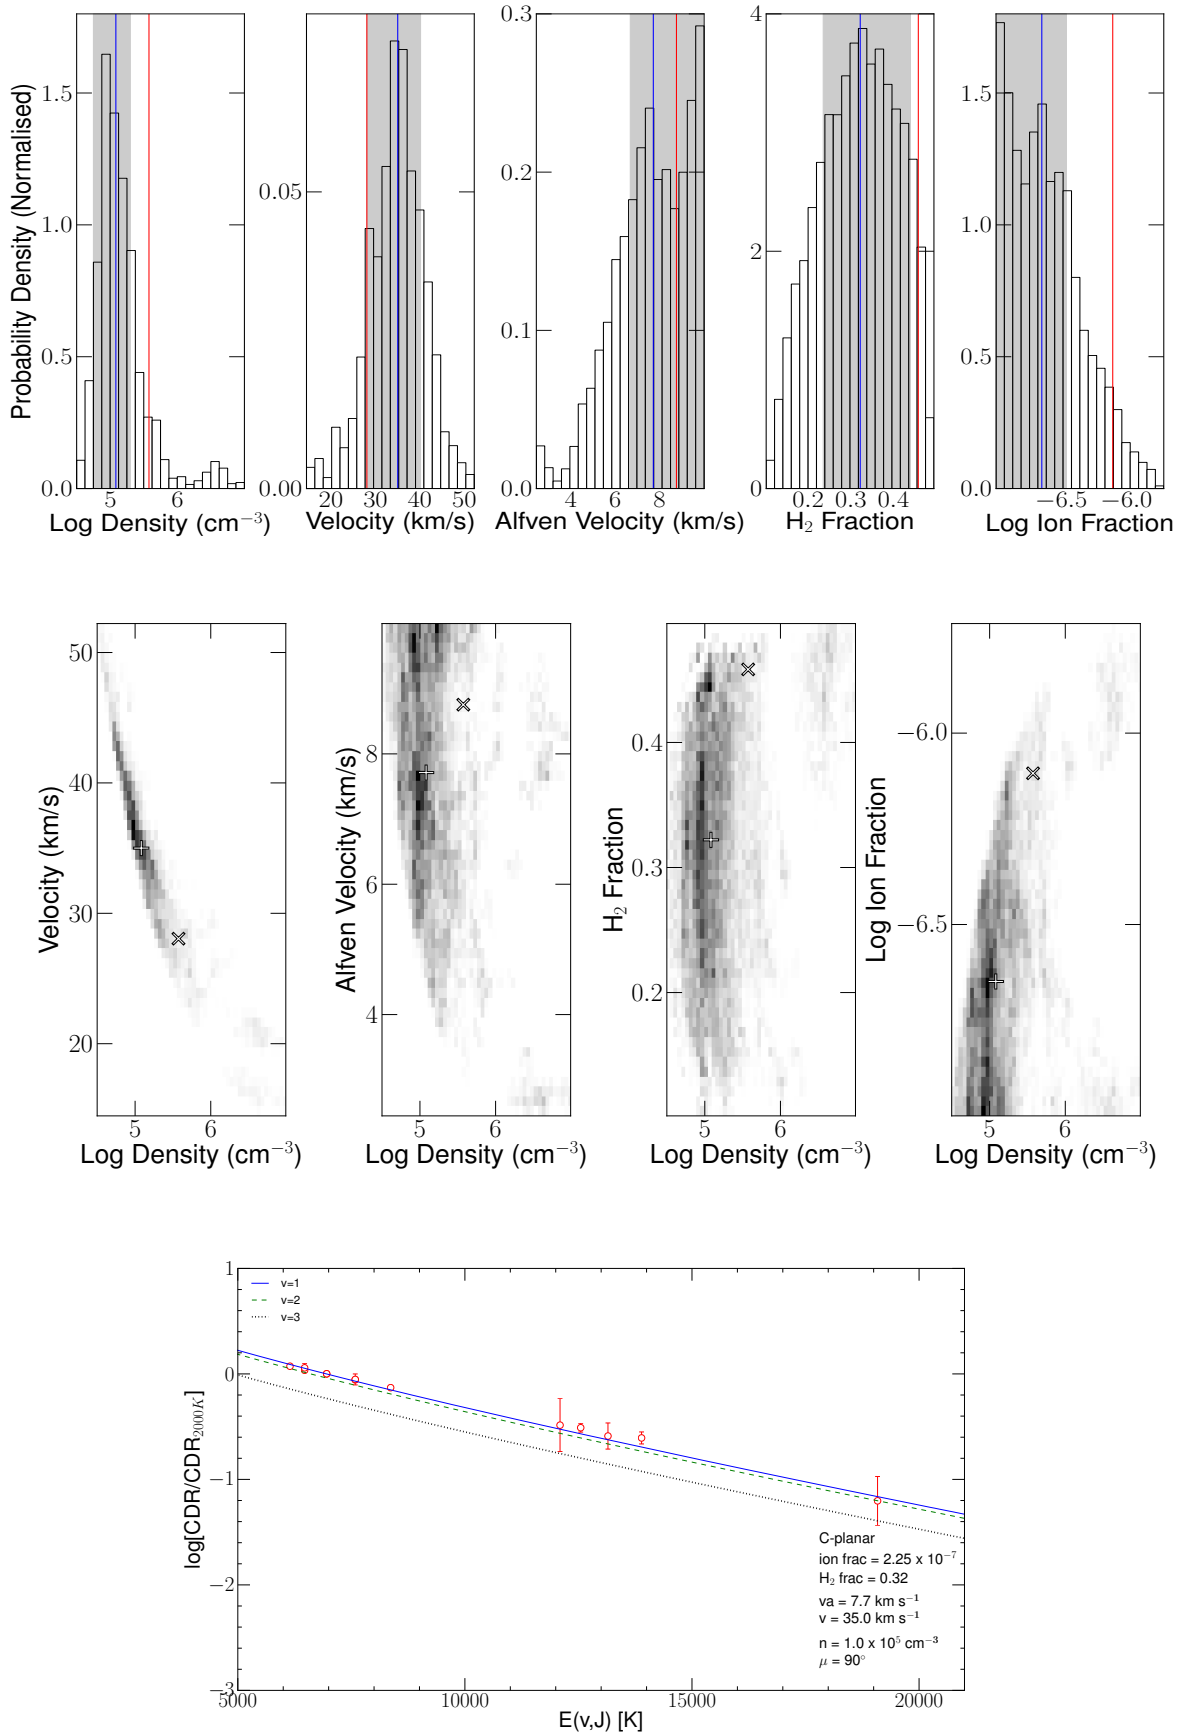 Probability Density (Normalised)
0.0
0.5
1.0
1.5
5 6
Log Density (cm⁻³)
0.00
0.05
20 30 40 50
Velocity (km/s)
0.0
0.1
0.2
0.3
4 6 8
Alfven Velocity (km/s)
0
2
4
0.2 0.3 0.4
H₂ Fraction
0.0
0.5
1.0
1.5
−6.5 −6.0
Log Ion Fraction
Velocity (km/s)
50
40
30
20
5 6
Log Density (cm⁻³)
Alfven Velocity (km/s)
8
6
4
5 6
Log Density (cm⁻³)
H₂ Fraction
0.4
0.3
0.2
5 6
Log Density (cm⁻³)
Log Ion Fraction
−6.0
−6.5
5 6
Log Density (cm⁻³)
log[CDR/CDR₂₀₀₀K]
1
0
−1
−2
−3
v=1
v=2
v=3
C-planar
ion frac = 2.25 x 10⁻⁷
H₂ frac = 0.32
va = 7.7 km s⁻¹
v = 35.0 km s⁻¹
n = 1.0 x 10⁵ cm⁻³
μ = 90°
5000 10000 15000 20000
E(v,J) [K]